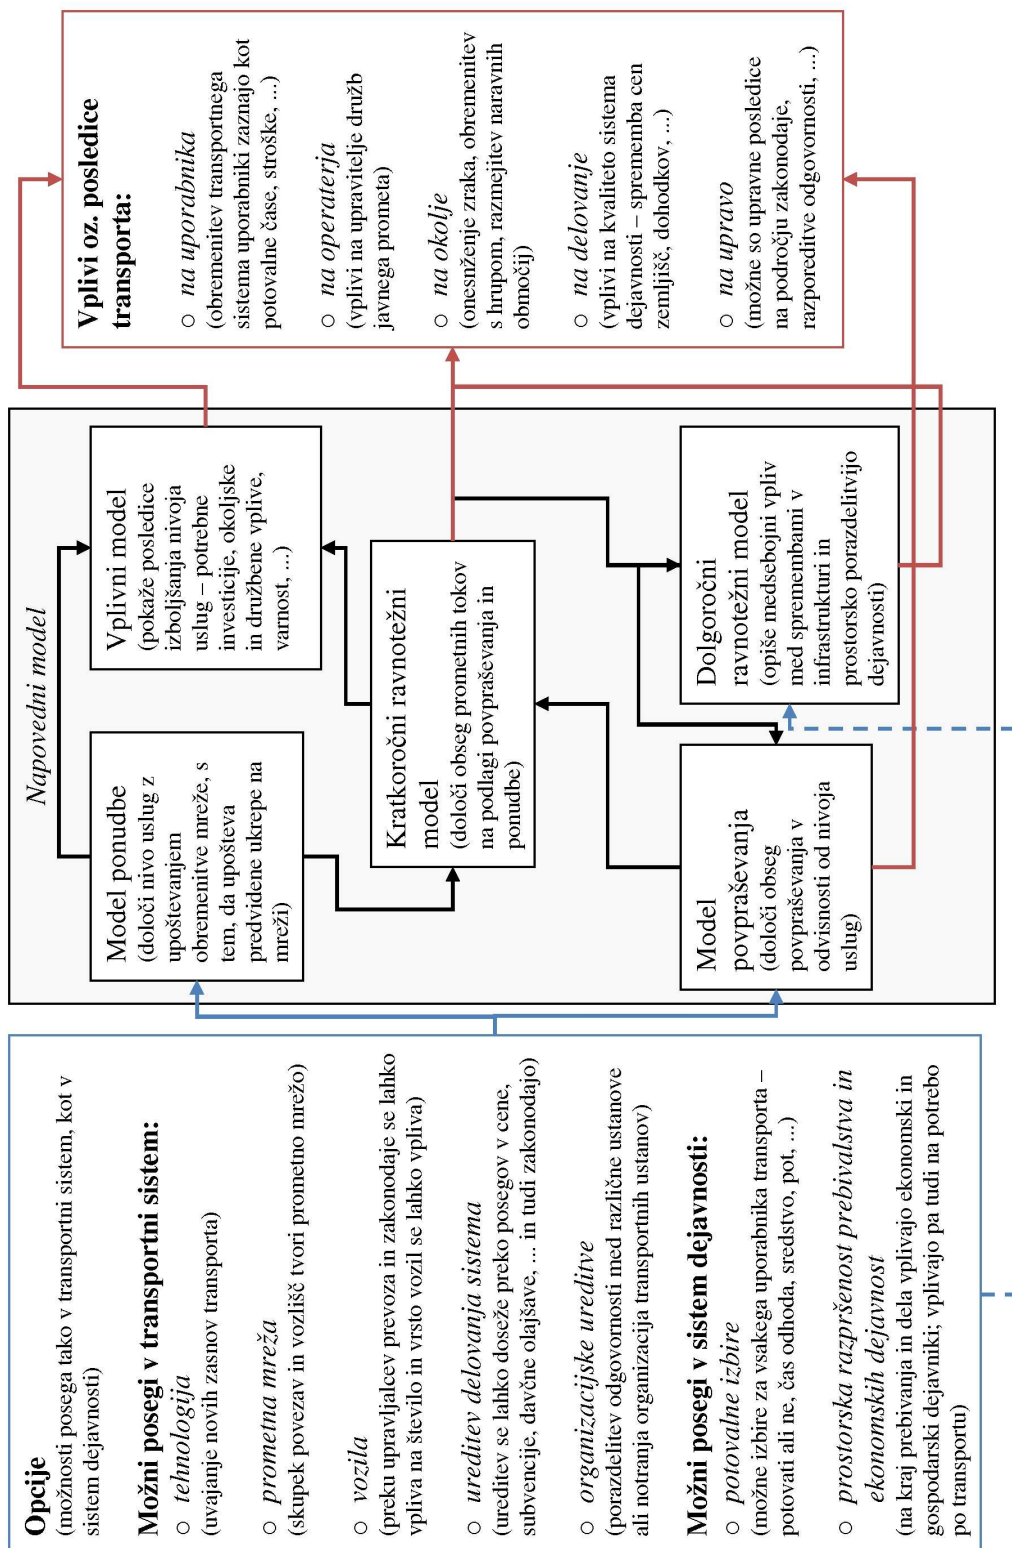 Opcije
(možnosti posega tako v transportni sistem, kot v
sistem dejavnosti)
Možni posegi v transportni sistem:
○ tehnologija
(uvajanje novih zasnov transporta)
○ prometna mreža
(skupek povezav in vozlišč tvori prometno mrežo)
○ vozila
(preku upravljalcev prevoza in zakonodaje se lahko
vpliva na število in vrsto vozil se lahko vpliva)
○ ureditev delovanja sistema
(ureditev se lahko doseže preko posegov v cene,
subvencije, davčne olajšave, ... in tudi zakonodajo)
○ organizacijske ureditve
(porazdelitev odgovornosti med različne ustanove
ali notranja organizacija transportnih ustanov)
Možni posegi v sistem dejavnosti:
○ potovalne izbire
(možne izbire za vsakega uporabnika transporta –
potovati ali ne, čas odhoda, sredstvo, pot, ...)
○ prostorska razpršenost prebivalstva in
ekonomskih dejavnost
(na kraj prebivanja in dela vplivajo ekonomski in
gospodarski dejavniki; vplivajo pa tudi na potrebo
po transportu)
Napovedni model
Model ponudbe
(določi nivo uslug z
upoštevanjem
obremenitve mreže, s
tem, da upošteva
predvidene ukrepe na
mreži)
Vplivni model
(pokaže posledice
izboljšanja nivoja
uslug – potrebne
investicije, okoljske
in družbene vplive,
varnost, ...)
Kratkoročni ravnotežni
model
(določi obseg prometnih tokov
na podlagi povpraševanja in
ponudbe)
Model
povpraševanja
(določi obseg
povpraševanja v
odvisnosti od nivoja
uslug)
Dolgoročni
ravnotežni model
(opiše medsebojni vpliv
med spremembami v
infrastrukturi in
prostorsko porazdelitvijo
dejavnosti)
Vplivi oz. posledice
transporta:
○ na uporabnika
(obremenitev transportnega
sistema uporabniki zaznajo kot
potovalne čase, stroške, ...)
○ na operaterja
(vplivi na upravitelje družb
javnega prometa)
○ na okolje
(onesnženje zraka, obremenitev
s hrupom, razmejitev naravnih
območij)
○ na delovanje
(vplivi na kvaliteto sistema
dejavnosti – sprememba cen
zemljišč, dohodkov, ...)
○ na upravo
(možne so upravne posledice
na področju zakonodaje,
razporeditve odgovornosti, ...)